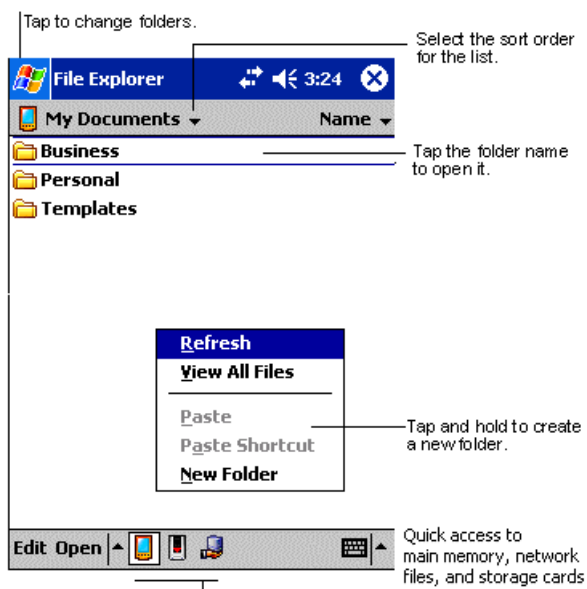 Tap to change folders.
Select the sort order
for the list.
File Explorer 3:24
My Documents Name
Business
Tap the folder name
to open it.
Personal
Templates
Refresh
View All Files
Paste
Paste Shortcut
New Folder
Tap and hold to create
a new folder.
Edit Open
Quick access to
main memory, network
files, and storage cards